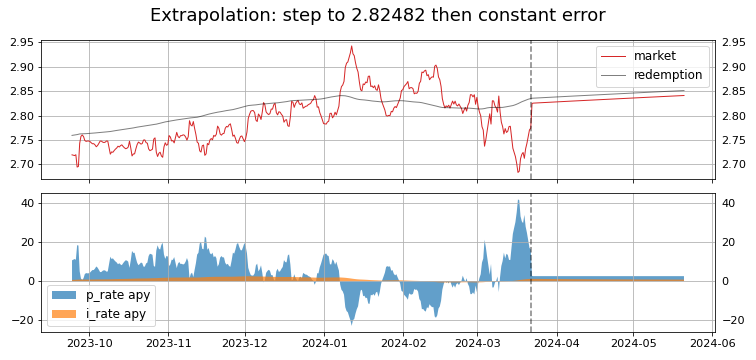 Extrapolation: step to 2.82482 then constant error
2.95 2.95
market
redemption
2.90 2.90
2.85 2.85
2.80 2.80
2.75 2.75
2.70 2.70
40 40
20 20
0 0
p_rate apy
i_rate apy
−20 −20
2023-10 2023-11 2023-12 2024-01 2024-02 2024-03 2024-04 2024-05 2024-06